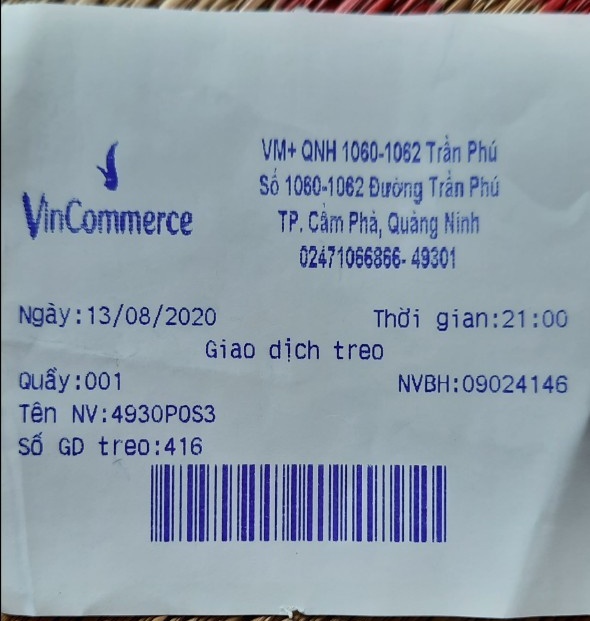 VinCommerce
VM+ QNH 1060-1062 Trần Phú
Số 1060-1062 Đường Trần Phú
TP. Cẩm Phả, Quảng Ninh
02471066866- 49301
Ngày:13/08/2020 Thời gian:21:00
Giao dịch treo
Quầy:001 NVBH:09024146
Tên NV:4930POS3
Số GD treo:416